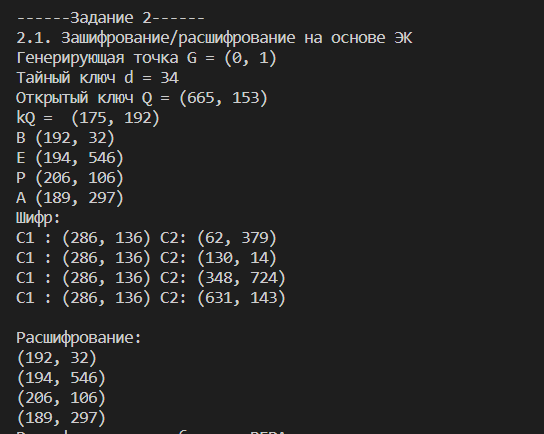 ------Задание 2------
2.1. Зашифрование/расшифрование на основе ЭК
Генерирующая точка G = (0, 1)
Тайный ключ d = 34
Открытый ключ Q = (665, 153)
kQ =  (175, 192)
В (192, 32)
Е (194, 546)
Р (206, 106)
А (189, 297)
Шифр:
C1 : (286, 136) C2: (62, 379)
C1 : (286, 136) C2: (130, 14)
C1 : (286, 136) C2: (348, 724)
C1 : (286, 136) C2: (631, 143)

Расшифрование:
(192, 32)
(194, 546)
(206, 106)
(189, 297)